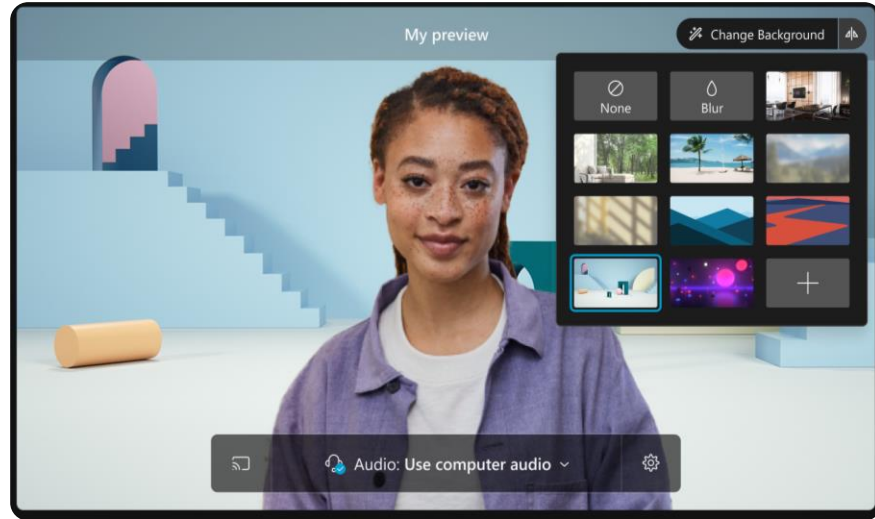 My preview
Change Background
None
Blur
Audio: Use computer audio